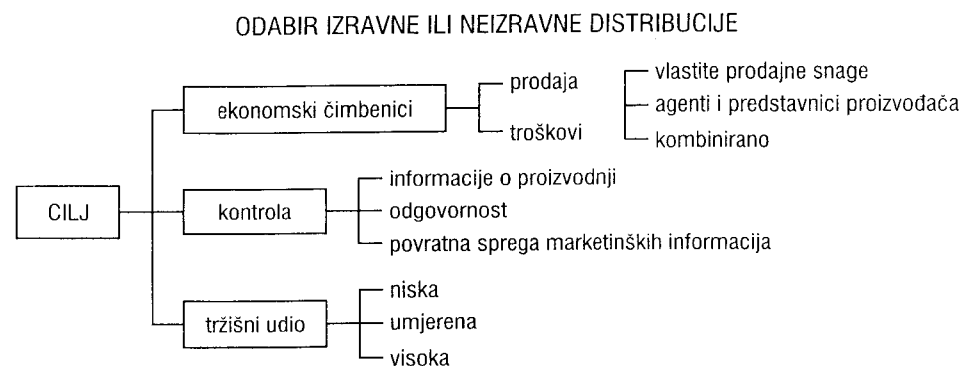 ODABIR IZRAVNE ILI NEIZRAVNE DISTRIBUCIJE
CILJ
ekonomski čimbenici
prodaja
troškovi
vlastite prodajne snage
agenti i predstavnici proizvođača
kombinirano
kontrola
informacije o proizvodnji
odgovornost
povratna sprega marketinških informacija
tržišni udio
niska
umjerena
visoka